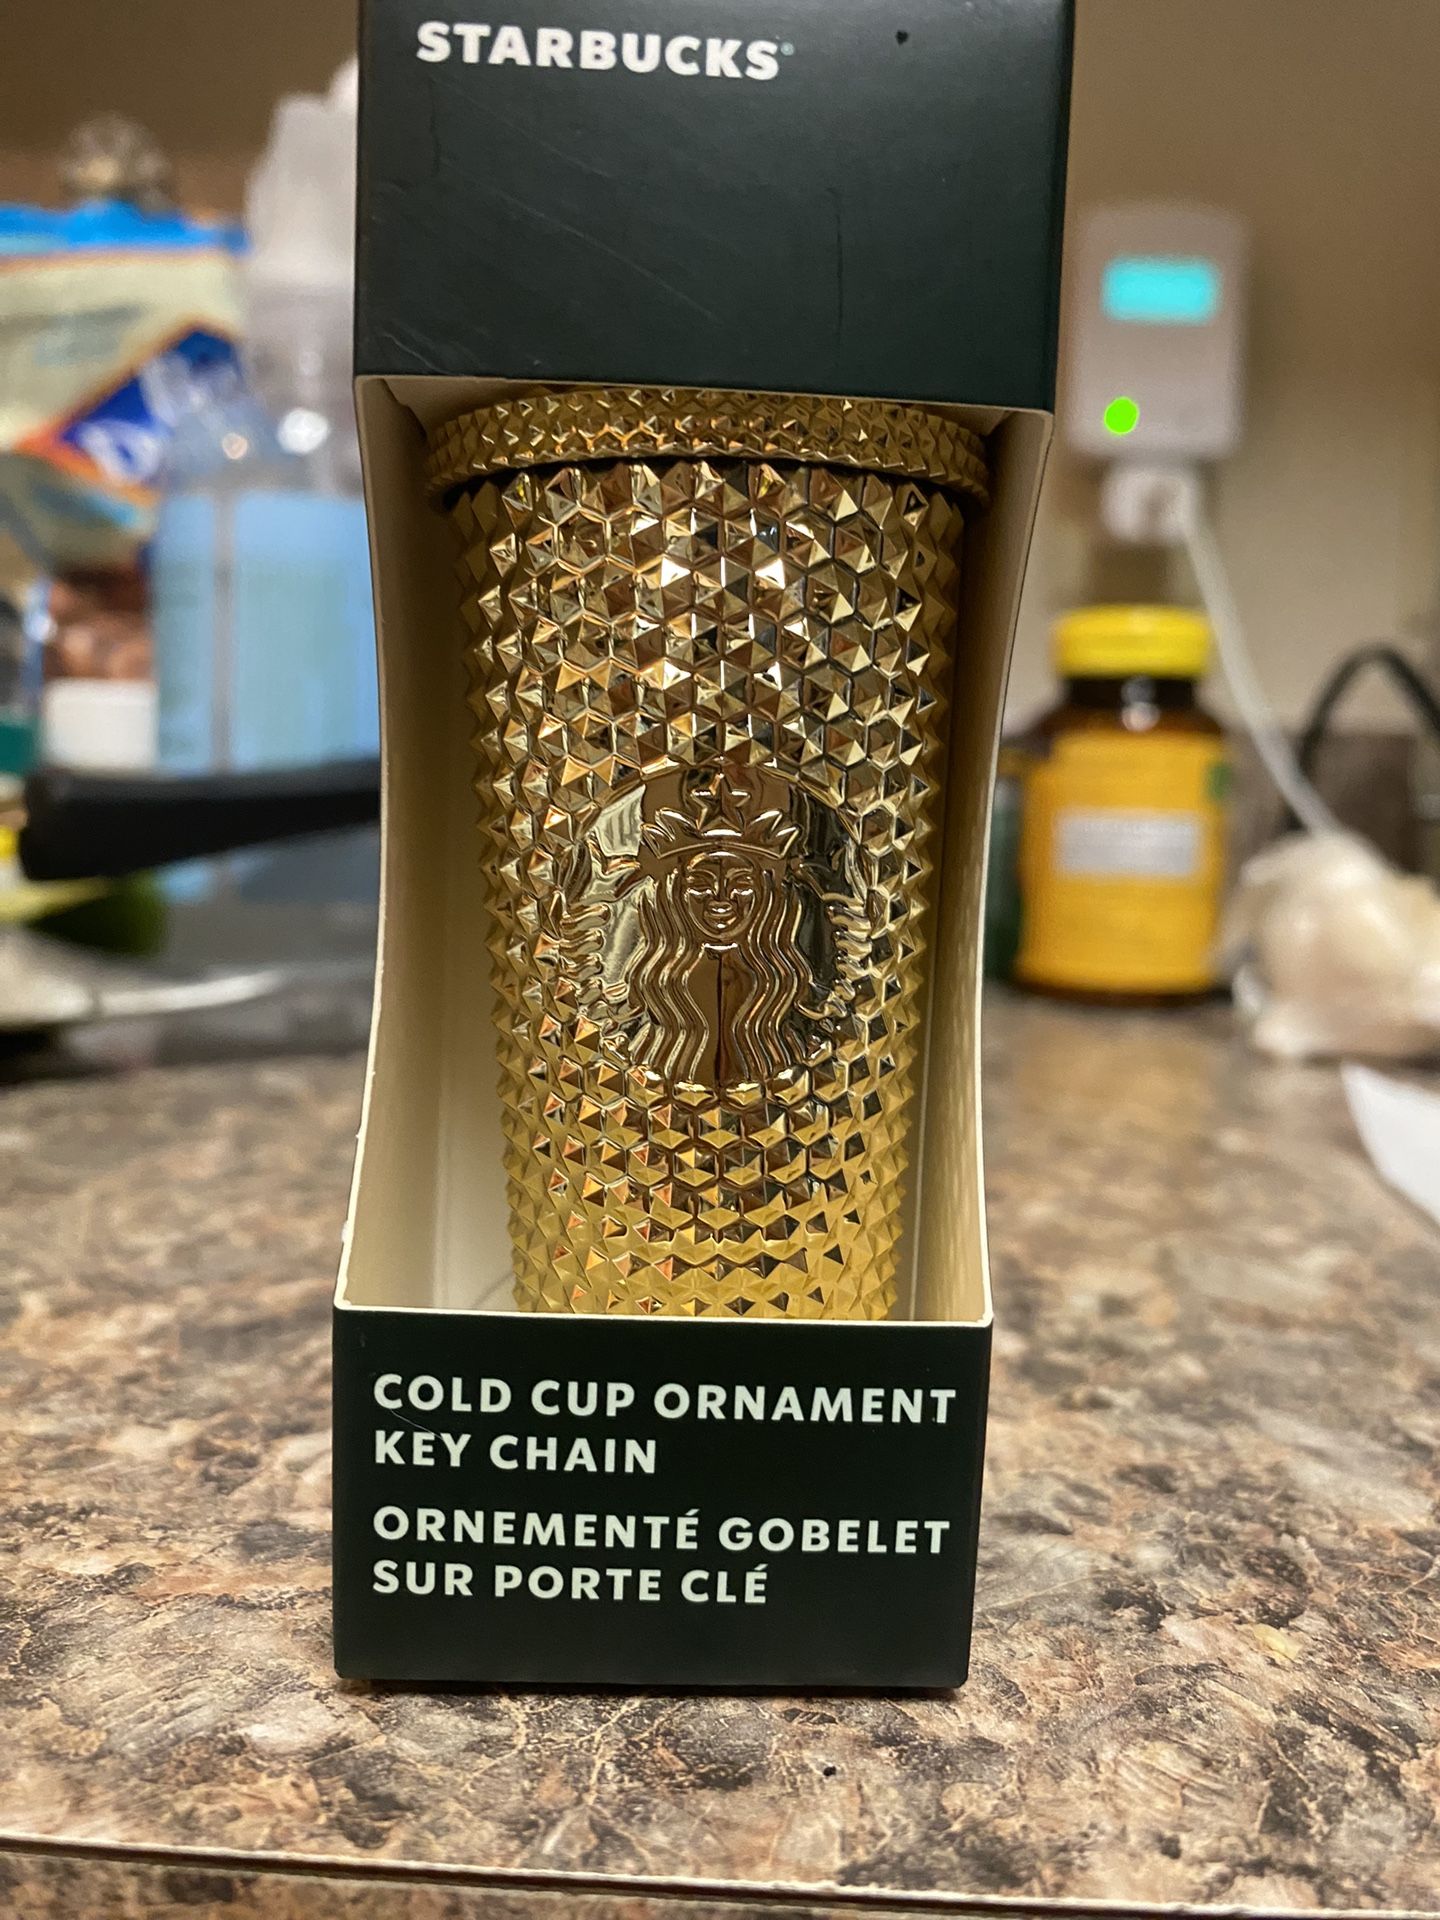 STARBUCKS®
COLD CUP ORNAMENT
KEY CHAIN
ORNEMENTÉ GOBELET
SUR PORTE CLÉ